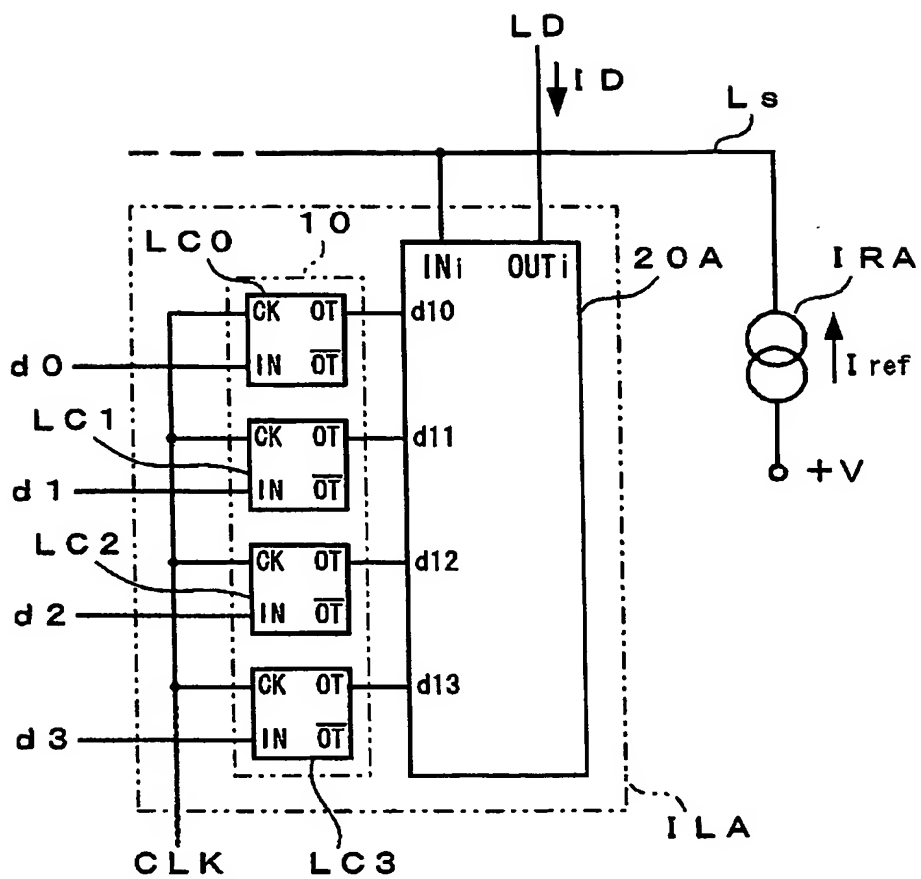 LD
ID
Ls
10
LC0
INi OUTi
20A
IRA
CK OT
d10
IN OT
d0
Iref
LC1
CK OT
d11
IN OT
d1
+V
LC2
CK OT
d12
IN OT
d2
CK OT
d13
IN OT
d3
ILA
CLK
LC3